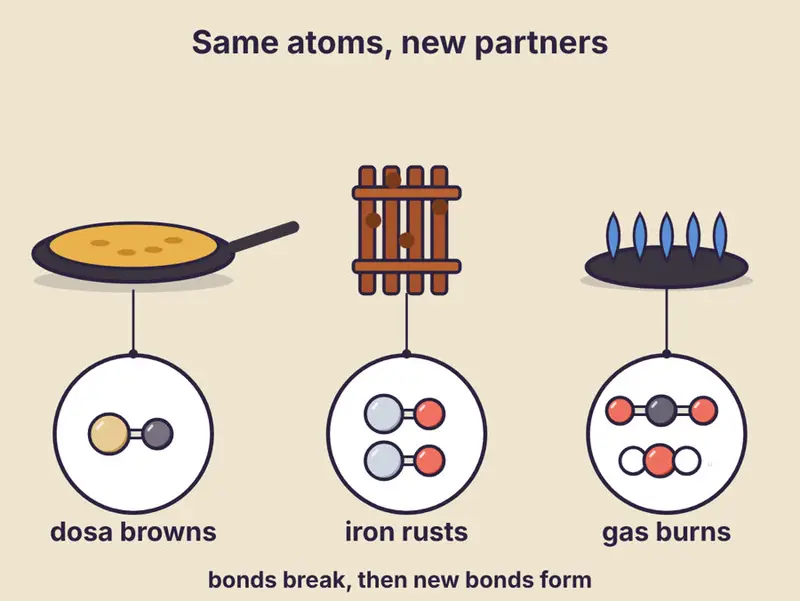 Same atoms, new partners
dosa browns
iron rusts
gas burns
bonds break, then new bonds form